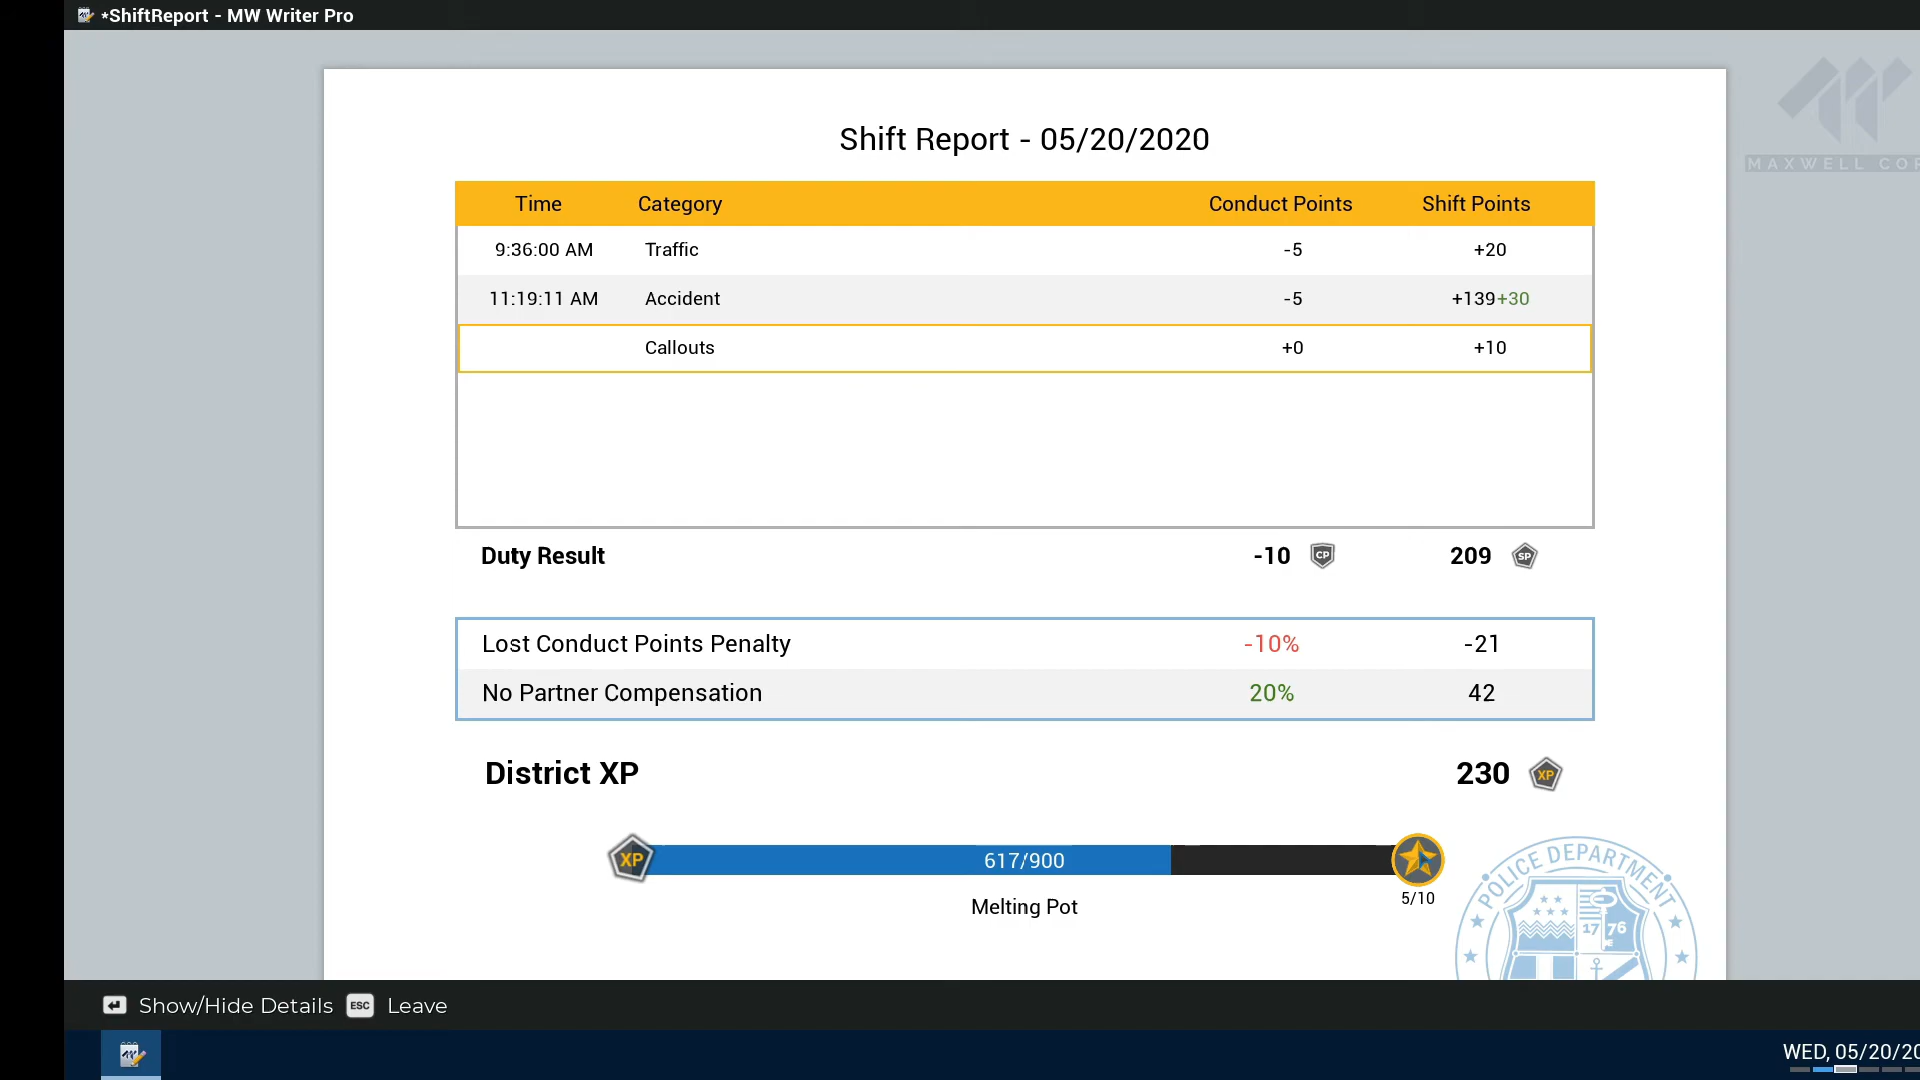 *ShiftReport - MW Writer Pro
MAXWELL COR
Shift Report - 05/20/2020
Time Category Conduct Points Shift Points
9:36:00 AM Traffic -5 +20
11:19:11 AM Accident -5 +139+30
Callouts +0 +10
Duty Result -10 CP 209 SP
Lost Conduct Points Penalty -10% -21
No Partner Compensation 20% 42
District XP 230 XP
XP 617/900
5/10
Melting Pot
POLICE DEPARTMENT
1776
Show/Hide Details ESC Leave
WED, 05/20/20